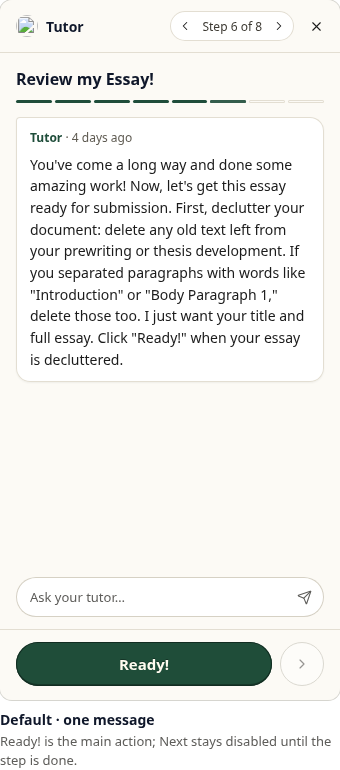 Tutor
Step 6 of 8
Review my Essay!
Tutor · 4 days ago
You've come a long way and done some
amazing work! Now, let's get this essay
ready for submission. First, declutter your
document: delete any old text left from
your prewriting or thesis development. If
you separated paragraphs with words like
"Introduction" or "Body Paragraph 1,"
delete those too. I just want your title and
full essay. Click "Ready!" when your essay
is decluttered.
Ask your tutor...
Ready!
Default · one message
Ready! is the main action; Next stays disabled until the
step is done.